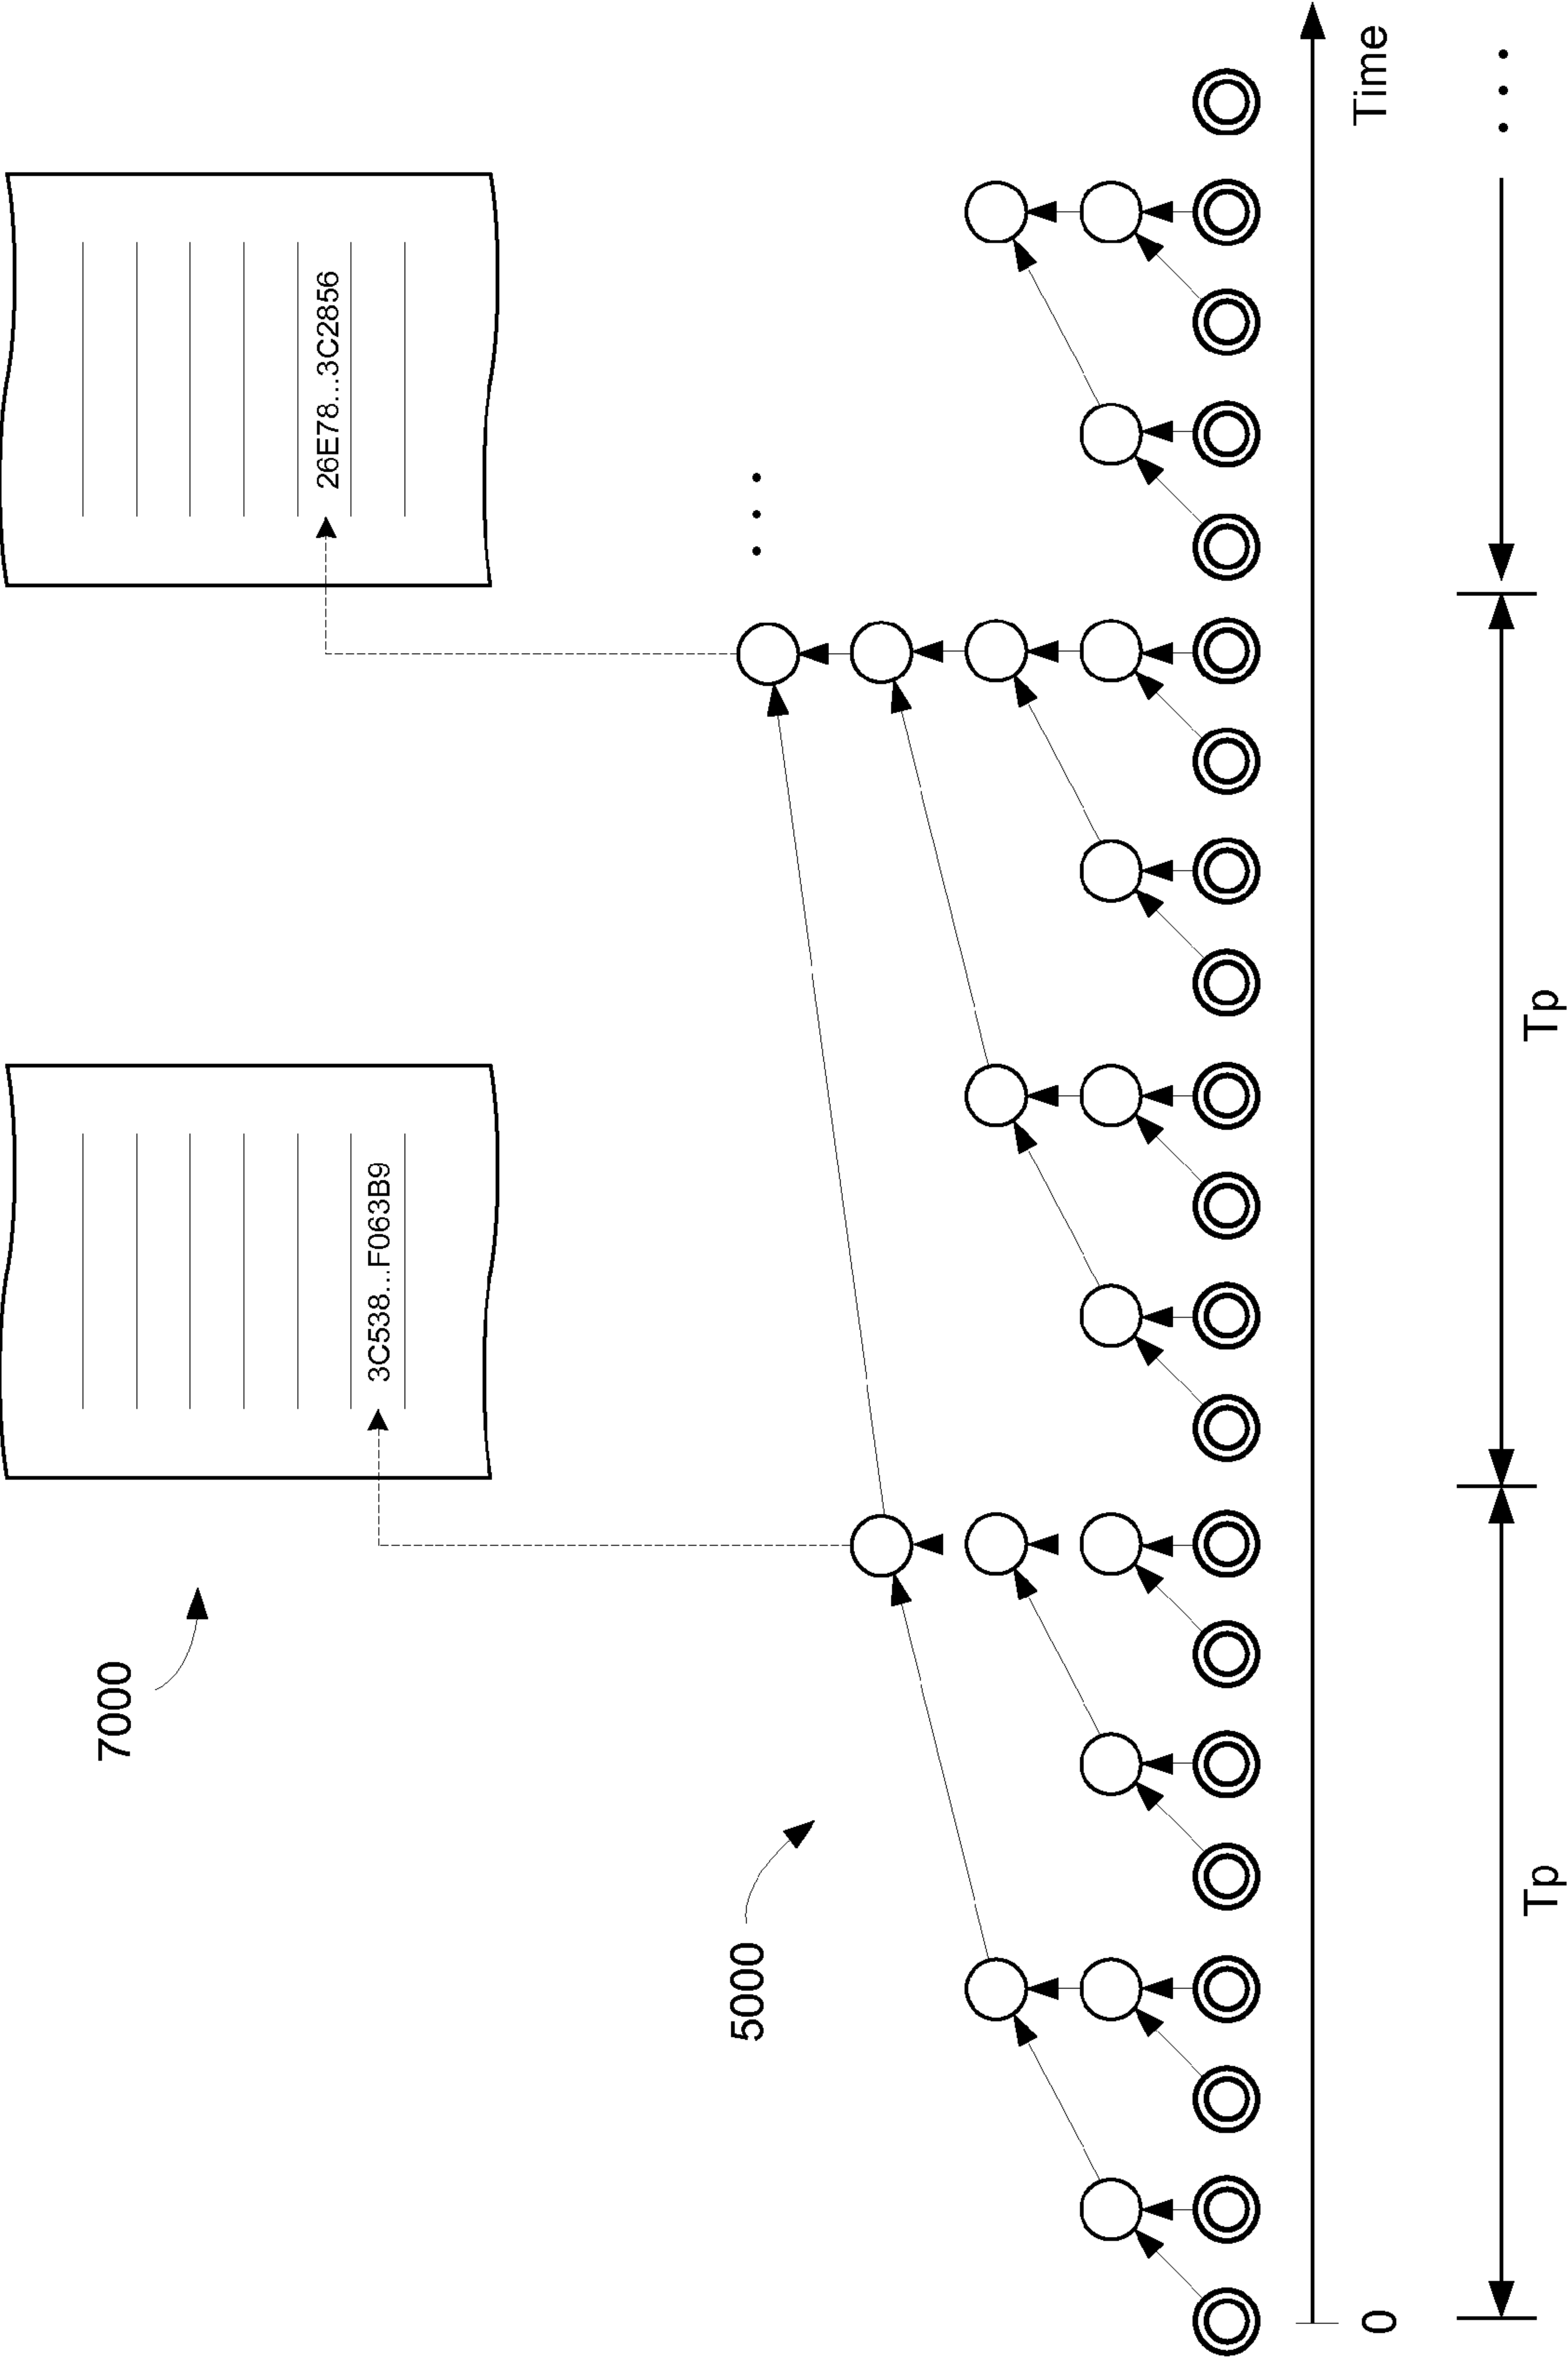 7000
3C538...F063B9
26E78...3C2856
5000
. . .
0
Time
Tp
Tp
. . .